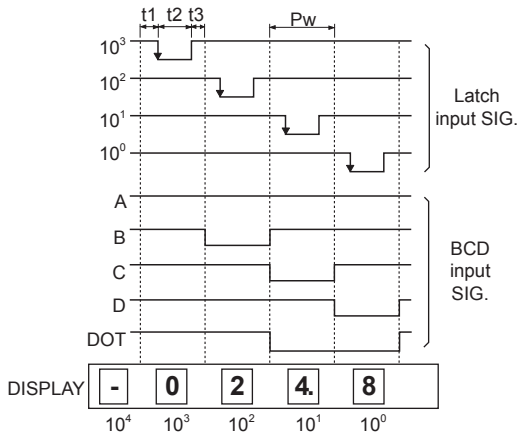 t1 t2 t3 Pw
10³
10²
10¹
10⁰
Latch
input SIG.
A
B
C
D
DOT
BCD
input
SIG.
DISPLAY - 0 2 4. 8
10⁴ 10³ 10² 10¹ 10⁰